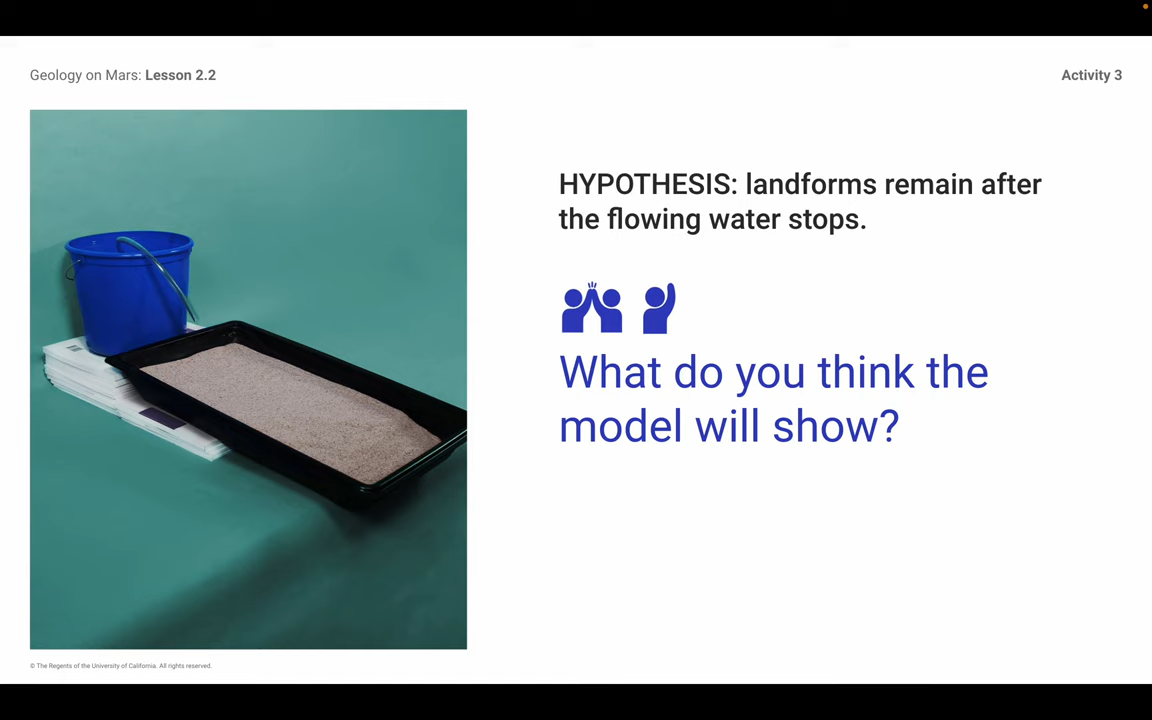 Geology on Mars: Lesson 2.2
Activity 3
HYPOTHESIS: landforms remain after
the flowing water stops.
What do you think the
model will show?
© The Regents of the University of California. All rights reserved.